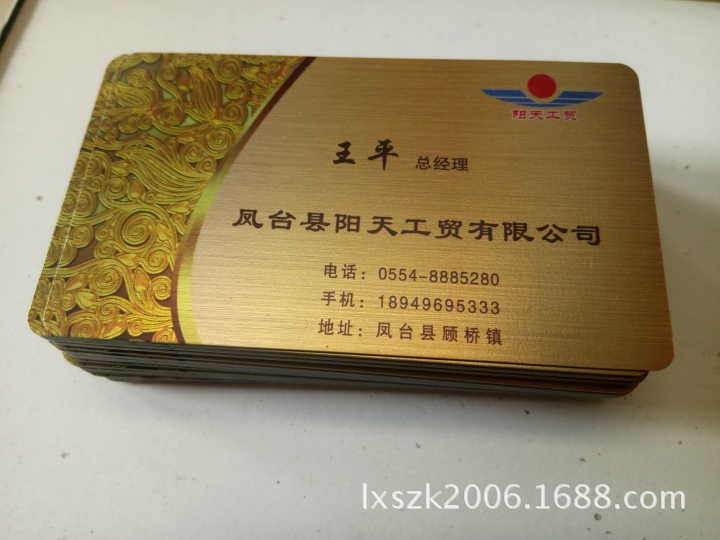 阳天工贸
王平 总经理
凤台县阳天工贸有限公司
电话：0554-8885280
手机：18949695333
地址：凤台县顾桥镇
lxszk2006.1688.com